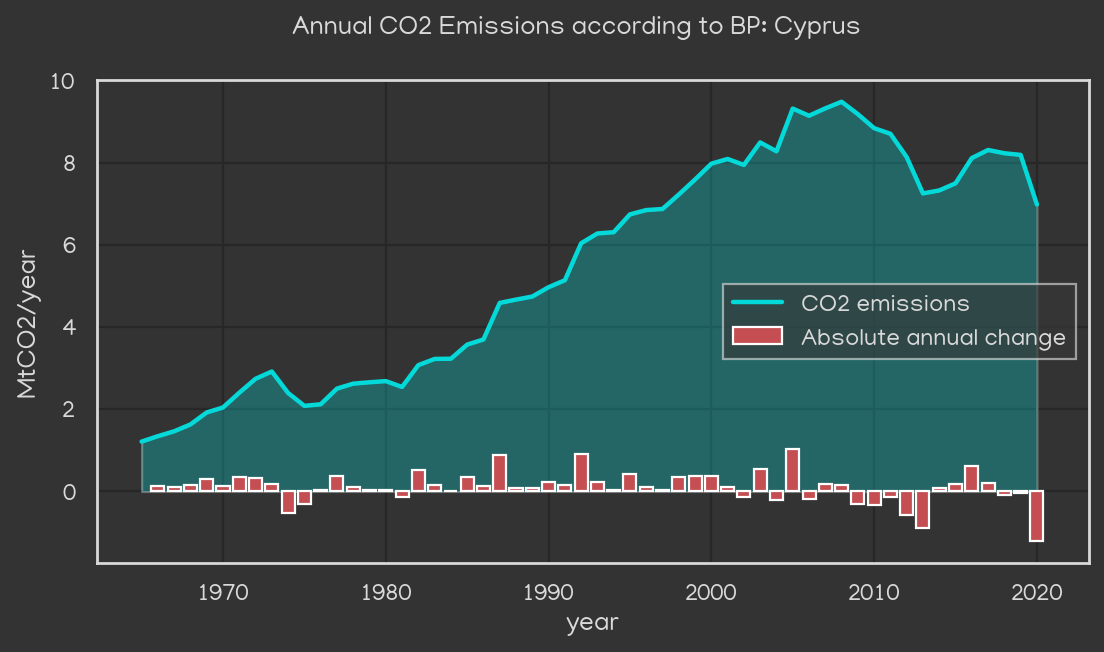 Annual CO2 Emissions according to BP: Cyprus
10
8
6
4
2
0
MtCO2/year
CO2 emissions
Absolute annual change
1970 1980 1990 2000 2010 2020
year